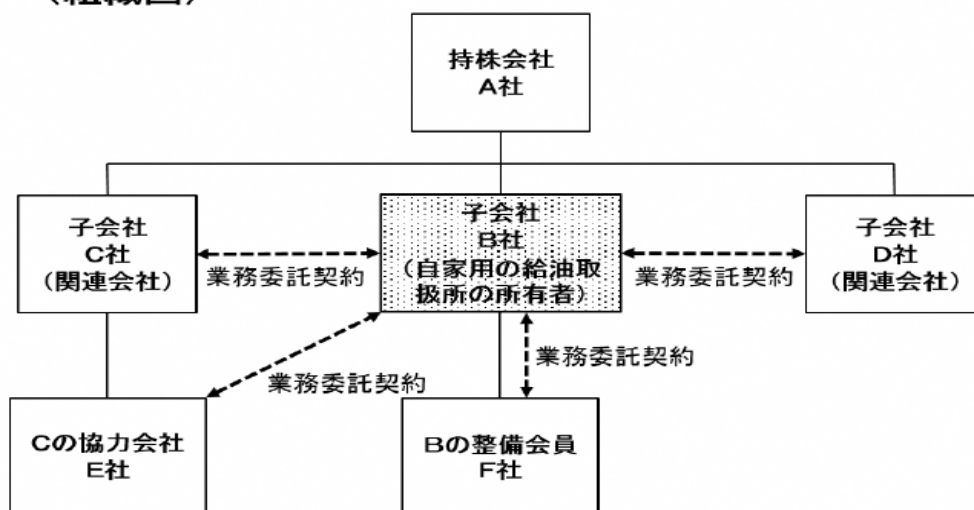 (組織図)
持株会社
A社
子会社
C社
(関連会社)
子会社
B社
(自家用の給油取
扱所の所有者)
子会社
D社
(関連会社)
業務委託契約
業務委託契約
業務委託契約
業務委託契約
Cの協力会社
E社
Bの整備会員
F社